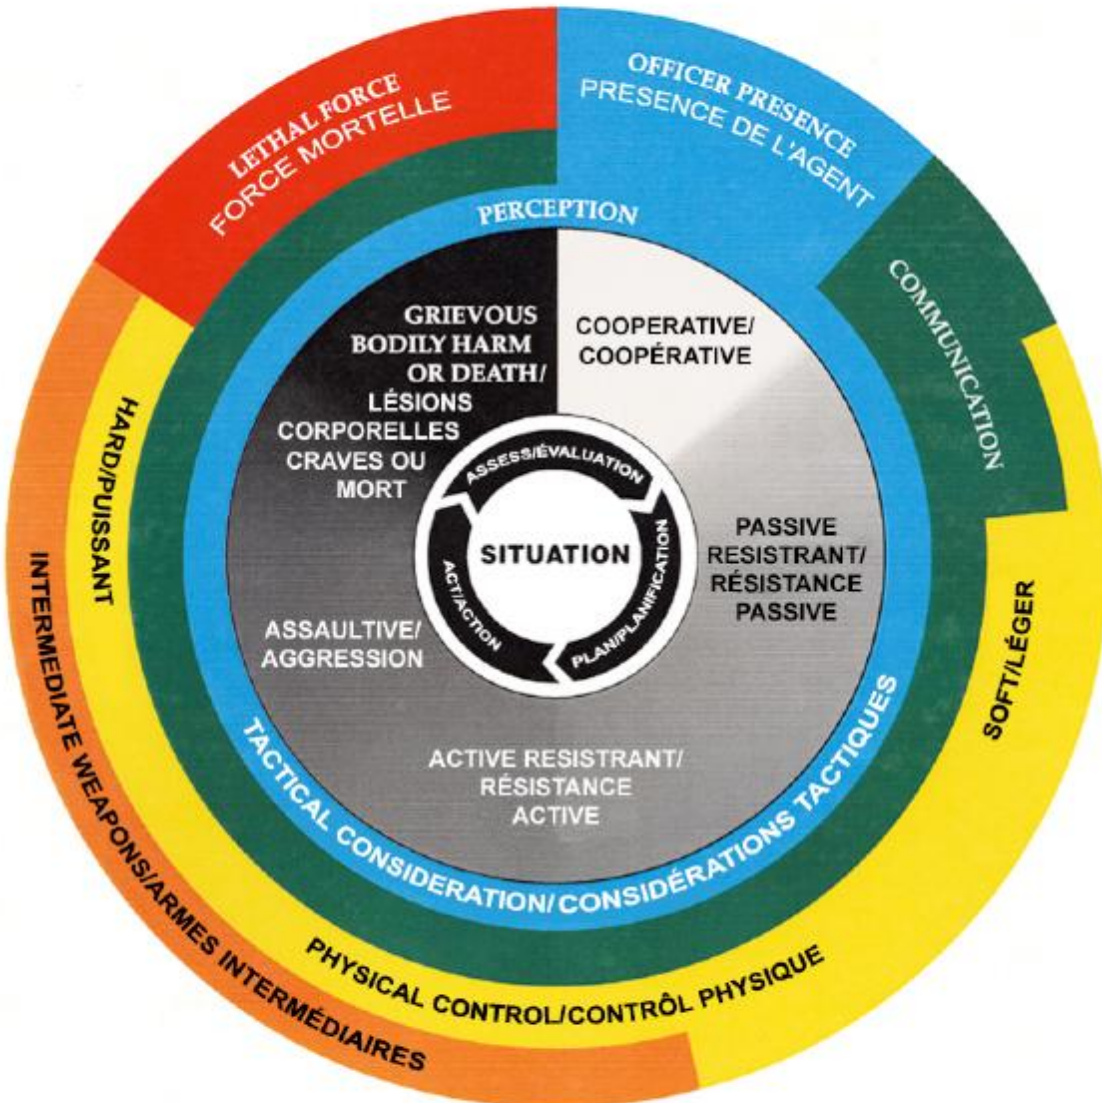 LETHAL FORCE
FORCE MORTELLE
OFFICER PRESENCE
PRESENCE DE L'AGENT
COMMUNICATION
PERCEPTION
GRIEVOUS
BODILY HARM
OR DEATH/
LÉSIONS
CORPORELLES
CRAVES OU
MORT
COOPERATIVE/
COOPÉRATIVE
ASSESS/ÉVALUATION
SITUATION
PLAN/PLANIFICATION
ACT/ACTION
PASSIVE
RESISTRANT/
RÉSISTANCE
PASSIVE
ASSAULTIVE/
AGGRESSION
ACTIVE RESISTRANT/
RÉSISTANCE
ACTIVE
TACTICAL CONSIDERATION/CONSIDÉRATIONS TACTIQUES
HARD/PUISSANT
SOFT/LÉGER
PHYSICAL CONTROL/CONTRÔL PHYSIQUE
INTERMEDIATE WEAPONS/ARMES INTERMÉDIAIRES